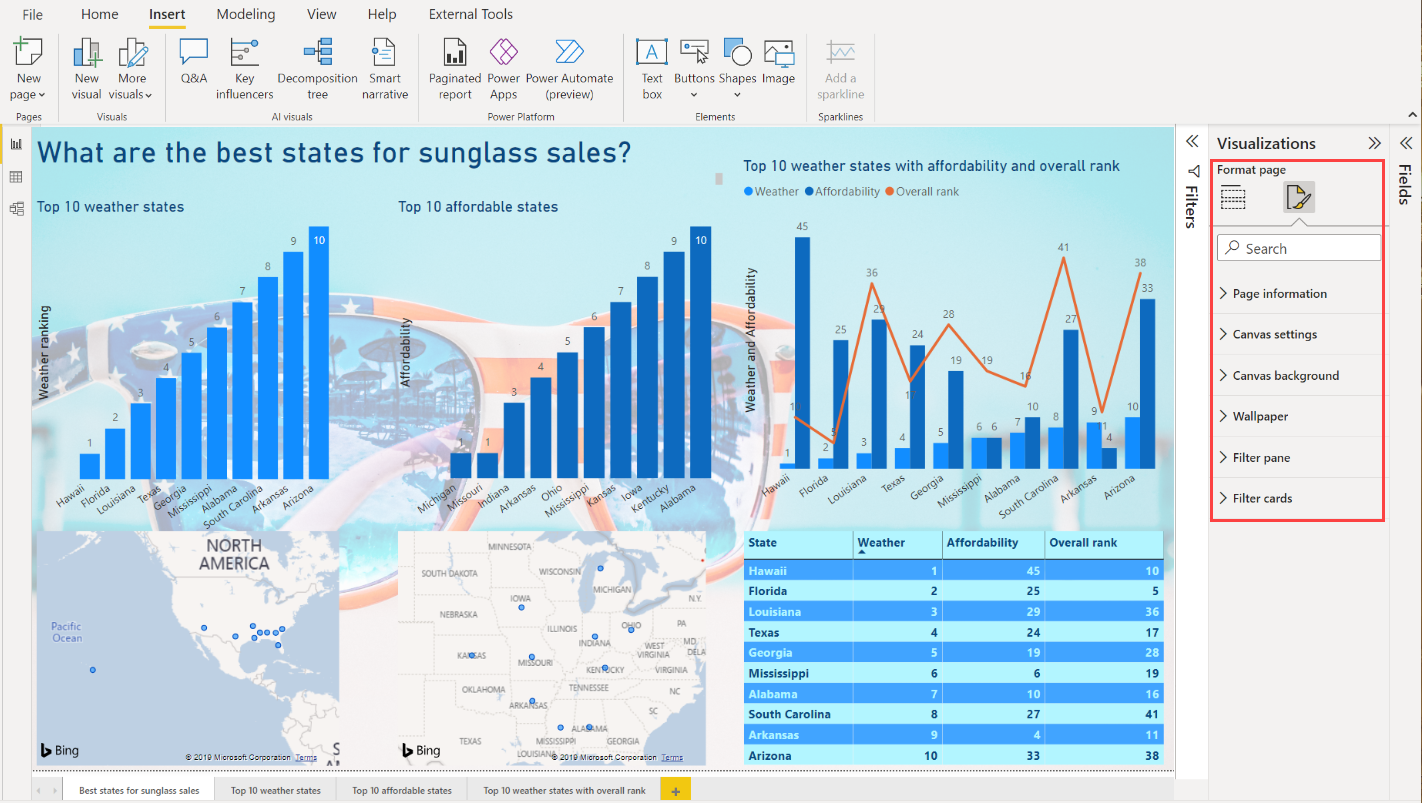 File Home Insert Modeling View Help External Tools
New page
New visual
More visuals
Q&A
Key influencers
Decomposition tree
Smart narrative
Paginated report
Power Apps
Power Automate (preview)
Text box
Buttons
Shapes
Image
Add a sparkline
Pages
Visuals
AI visuals
Power Platform
Elements
Sparklines
What are the best states for sunglass sales?
Top 10 weather states
Weather ranking
1 2 3 4 5 6 7 8 9 10
Hawaii Florida Louisiana Texas Georgia Mississippi Alabama South Carolina Arkansas Arizona
Top 10 affordable states
Affordability
1 1 3 4 5 6 7 8 9 10
Michigan Missouri Indiana Arkansas Ohio Mississippi Kansas Iowa Kentucky Alabama
Top 10 weather states with affordability and overall rank
Weather Affordability Overall rank
Weather and Affordability
45 25 36 29 24 28 19 19 16 41 27 38 33
1 2 5 3 4 5 6 6 7 10 8 9 11 4 10
Hawaii Florida Louisiana Texas Georgia Mississippi Alabama South Carolina Arkansas Arizona
NORTH
AMERICA
Pacific
Ocean
Bing
© 2019 Microsoft Corporation Terms
MINNESOTA
SOUTH DAKOTA
WISCONSIN
MICHIGAN
IOWA
N.Y.
NEBRASKA
ILLINOIS
OHIO
PA
INDIANA
MD
WEST
VIRGINIA
DELA
KANSAS
MISSOURI
KENTUCKY
VIRGINIA
OKLAHOMA
TENNESSEE
NC
ARKANSAS
SC
ALABAMA
TEXAS
MISSISSIPPI
GEORGIA
LOUISIANA
Bing
© 2019 Microsoft Corporation Terms
State Weather Affordability Overall rank
Hawaii 1 45 10
Florida 2 25 5
Louisiana 3 29 36
Texas 4 24 17
Georgia 5 19 28
Mississippi 6 6 19
Alabama 7 10 16
South Carolina 8 27 41
Arkansas 9 4 11
Arizona 10 33 38
Filters
Visualizations
Format page
Search
Page information
Canvas settings
Canvas background
Wallpaper
Filter pane
Filter cards
Fields
Best states for sunglass sales Top 10 weather states Top 10 affordable states Top 10 weather states with overall rank +